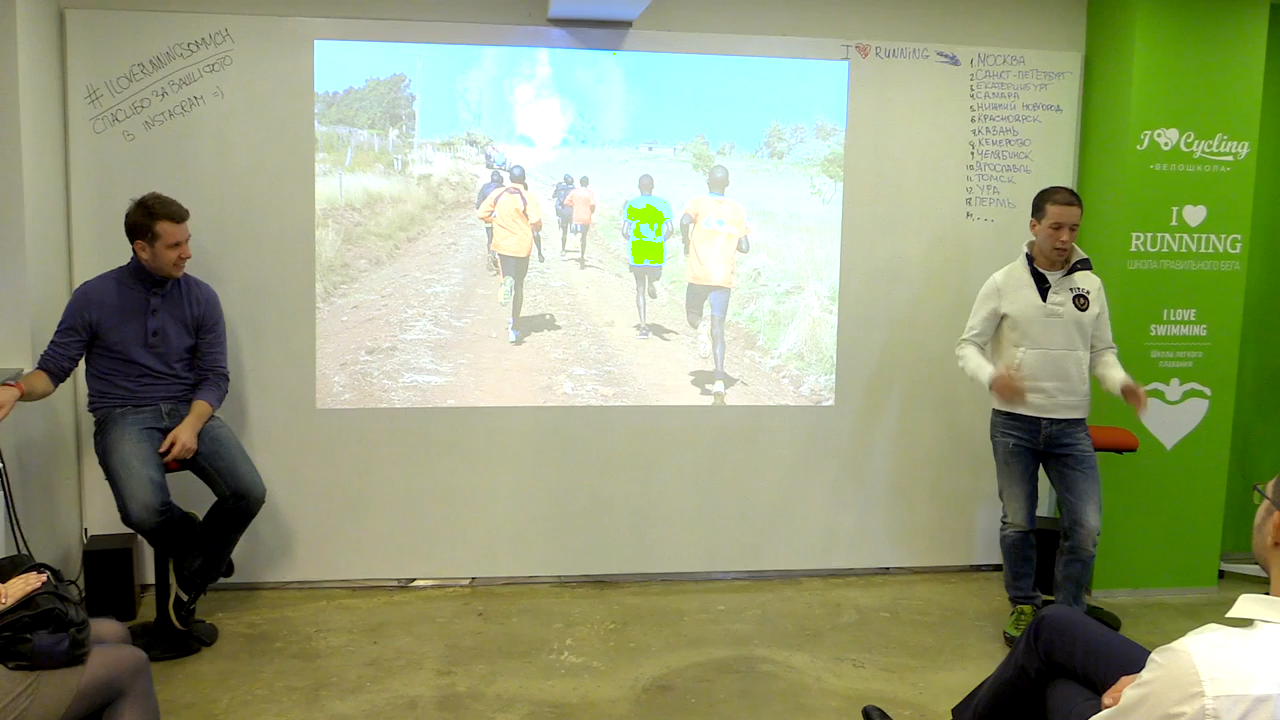 #ILOVERUNNINGSOMMCH
СПАСИБО ЗА ВАШИ ФОТО
В INSTAGRAM =)
I RUNNING
1. МОСКВА
2. САНКТ-ПЕТЕРБУРГ
3. ЕКАТЕРИНБУРГ
4. САМАРА
5. НИЖНИЙ НОВГОРОД
6. КРАСНОЯРСК
7. КАЗАНЬ
8. КЕМЕРОВО
9. ЧЕЛЯБИНСК
10. ЯРОСЛАВЛЬ
11. ТОМСК
12. УФА
13. ПЕРМЬ
14. ...
I Cycling
•ВЕЛОШКОЛА•
I
RUNNING
ШКОЛА ПРАВИЛЬНОГО БЕГА
I LOVE
SWIMMING
Школа легкого
плавания
FITCH